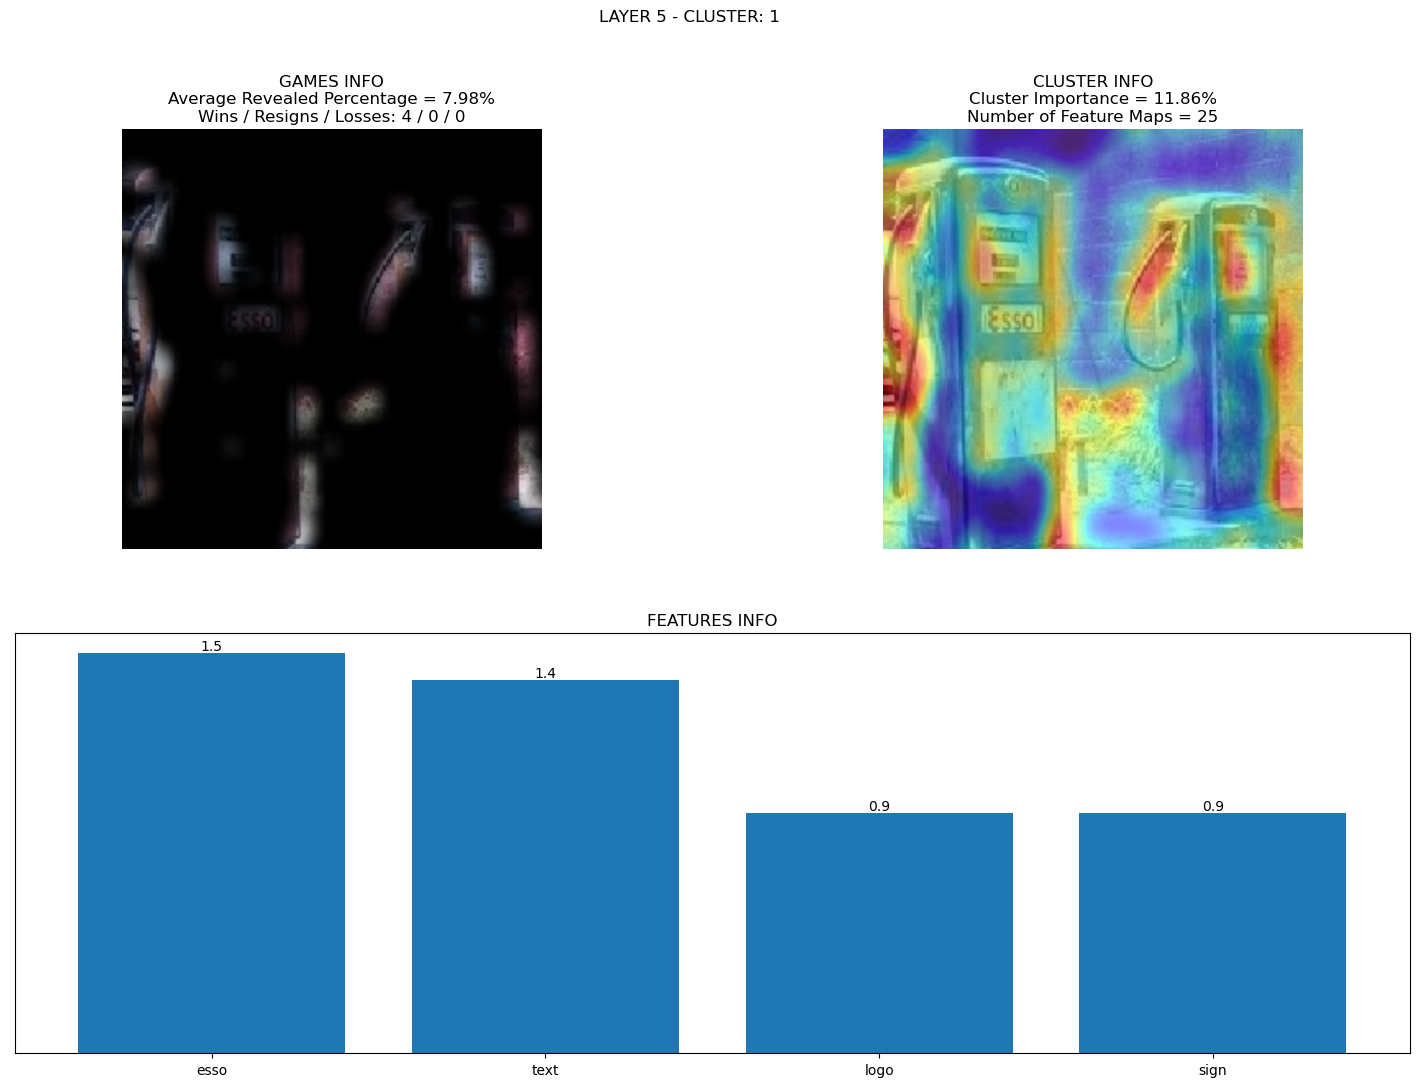 LAYER 5 - CLUSTER: 1
GAMES INFO
Average Revealed Percentage = 7.98%
Wins / Resigns / Losses: 4 / 0 / 0
ESSO
CLUSTER INFO
Cluster Importance = 11.86%
Number of Feature Maps = 25
ESSO
FEATURES INFO
1.5
1.4
0.9
0.9
esso
text
logo
sign